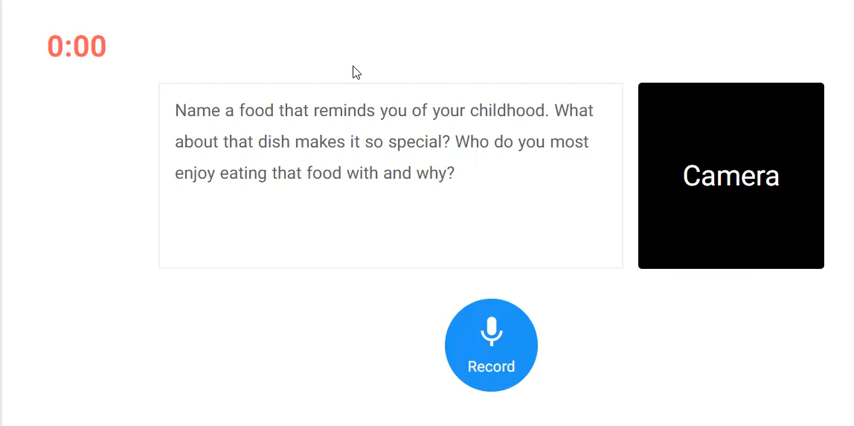 0:00
Name a food that reminds you of your childhood. What
about that dish makes it so special? Who do you most
enjoy eating that food with and why?
Camera
Record